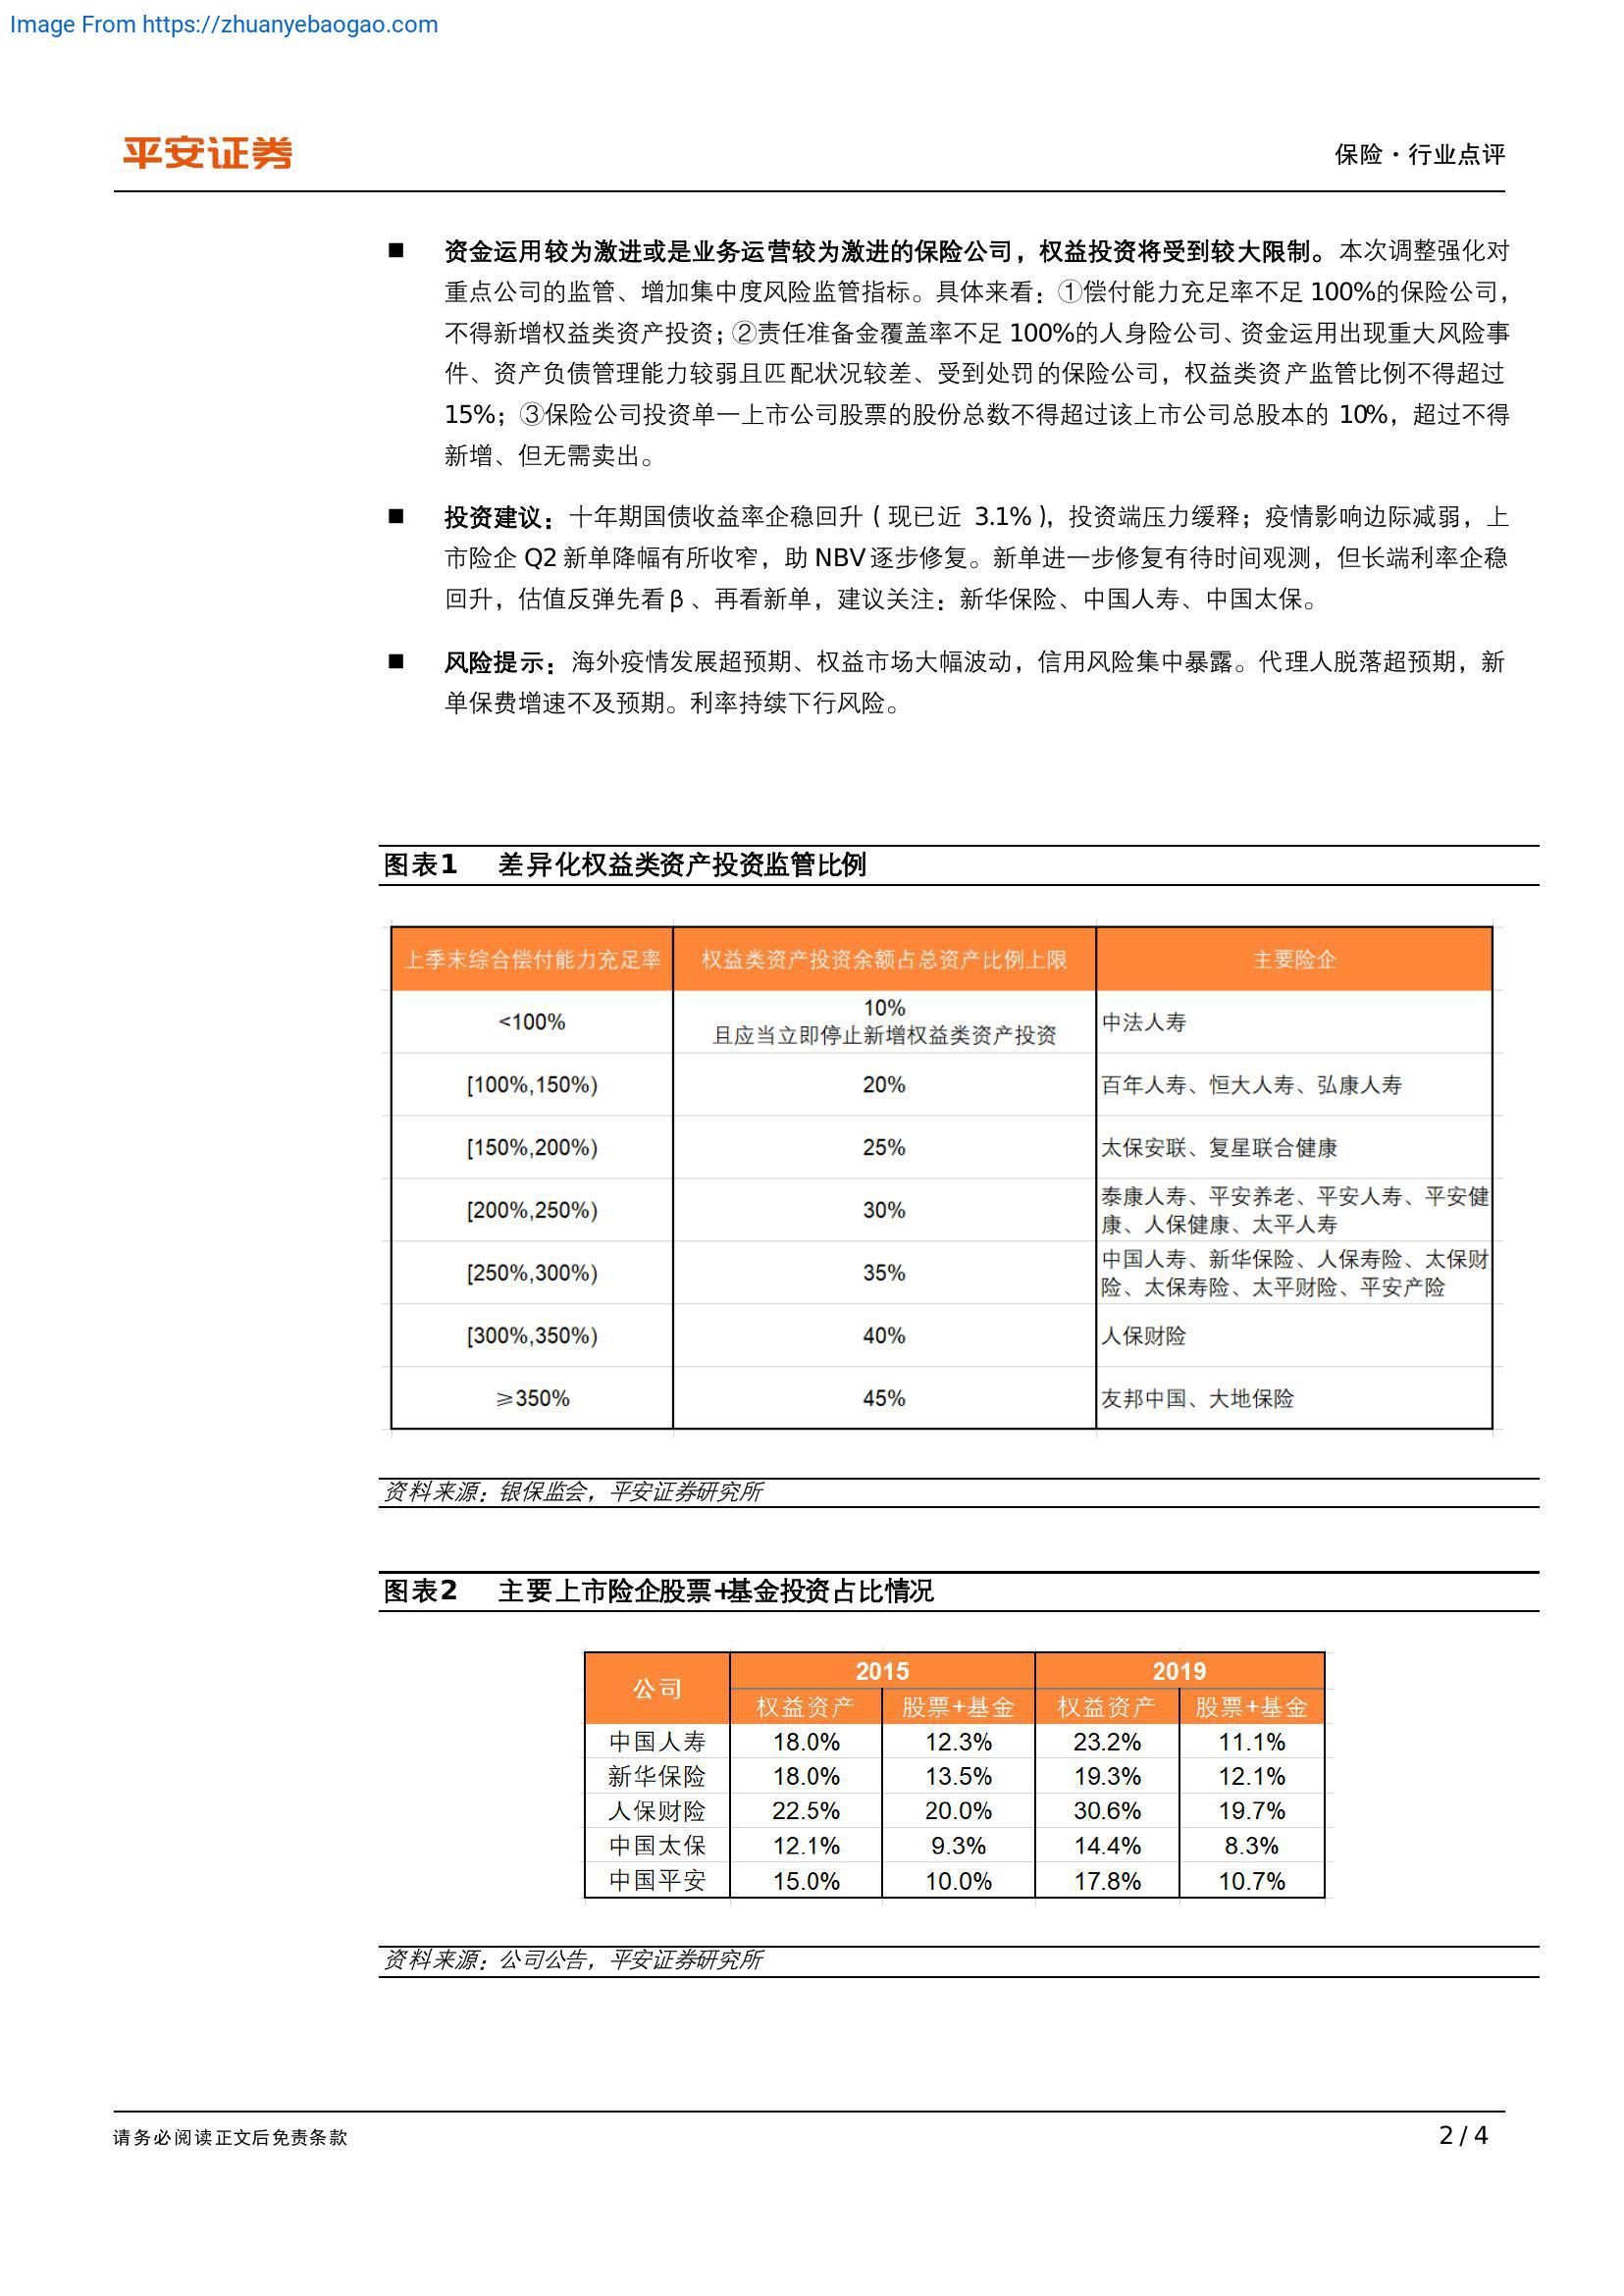 Image From https://zhuanyebaogao.com
平安证券
保险·行业点评
■ 资金运用较为激进或是业务运营较为激进的保险公司，权益投资将受到较大限制。本次调整强化对
重点公司的监管、增加集中度风险监管指标。具体来看：①偿付能力充足率不足 100%的保险公司，
不得新增权益类资产投资；②责任准备金覆盖率不足 100%的人身险公司、资金运用出现重大风险事
件、资产负债管理能力较弱且匹配状况较差、受到处罚的保险公司，权益类资产监管比例不得超过
15%；③保险公司投资单一上市公司股票的股份总数不得超过该上市公司总股本的 10%，超过不得
新增、但无需卖出。
■ 投资建议：十年期国债收益率企稳回升（现已近 3.1%），投资端压力缓释；疫情影响边际减弱，上
市险企 Q2 新单降幅有所收窄，助 NBV 逐步修复。新单进一步修复有待时间观测，但长端利率企稳
回升，估值反弹先看β、再看新单，建议关注：新华保险、中国人寿、中国太保。
■ 风险提示：海外疫情发展超预期、权益市场大幅波动，信用风险集中暴露。代理人脱落超预期，新
单保费增速不及预期。利率持续下行风险。
图表1 差异化权益类资产投资监管比例
上季末综合偿付能力充足率 权益类资产投资余额占总资产比例上限 主要险企
<100% 10% 中法人寿
且应当立即停止新增权益类资产投资
[100%,150%) 20% 百年人寿、恒大人寿、弘康人寿
[150%,200%) 25% 太保安联、复星联合健康
[200%,250%) 30% 泰康人寿、平安养老、平安人寿、平安健
康、人保健康、太平人寿
[250%,300%) 35% 中国人寿、新华保险、人保寿险、太保财
险、太保寿险、太平财险、平安产险
[300%,350%) 40% 人保财险
≥350% 45% 友邦中国、大地保险
资料来源：银保监会，平安证券研究所
图表2 主要上市险企股票+基金投资占比情况
公司 2015 2019
权益资产 股票+基金 权益资产 股票+基金
中国人寿 18.0% 12.3% 23.2% 11.1%
新华保险 18.0% 13.5% 19.3% 12.1%
人保财险 22.5% 20.0% 30.6% 19.7%
中国太保 12.1% 9.3% 14.4% 8.3%
中国平安 15.0% 10.0% 17.8% 10.7%
资料来源：公司公告，平安证券研究所
请务必阅读正文后免责条款
2 / 4